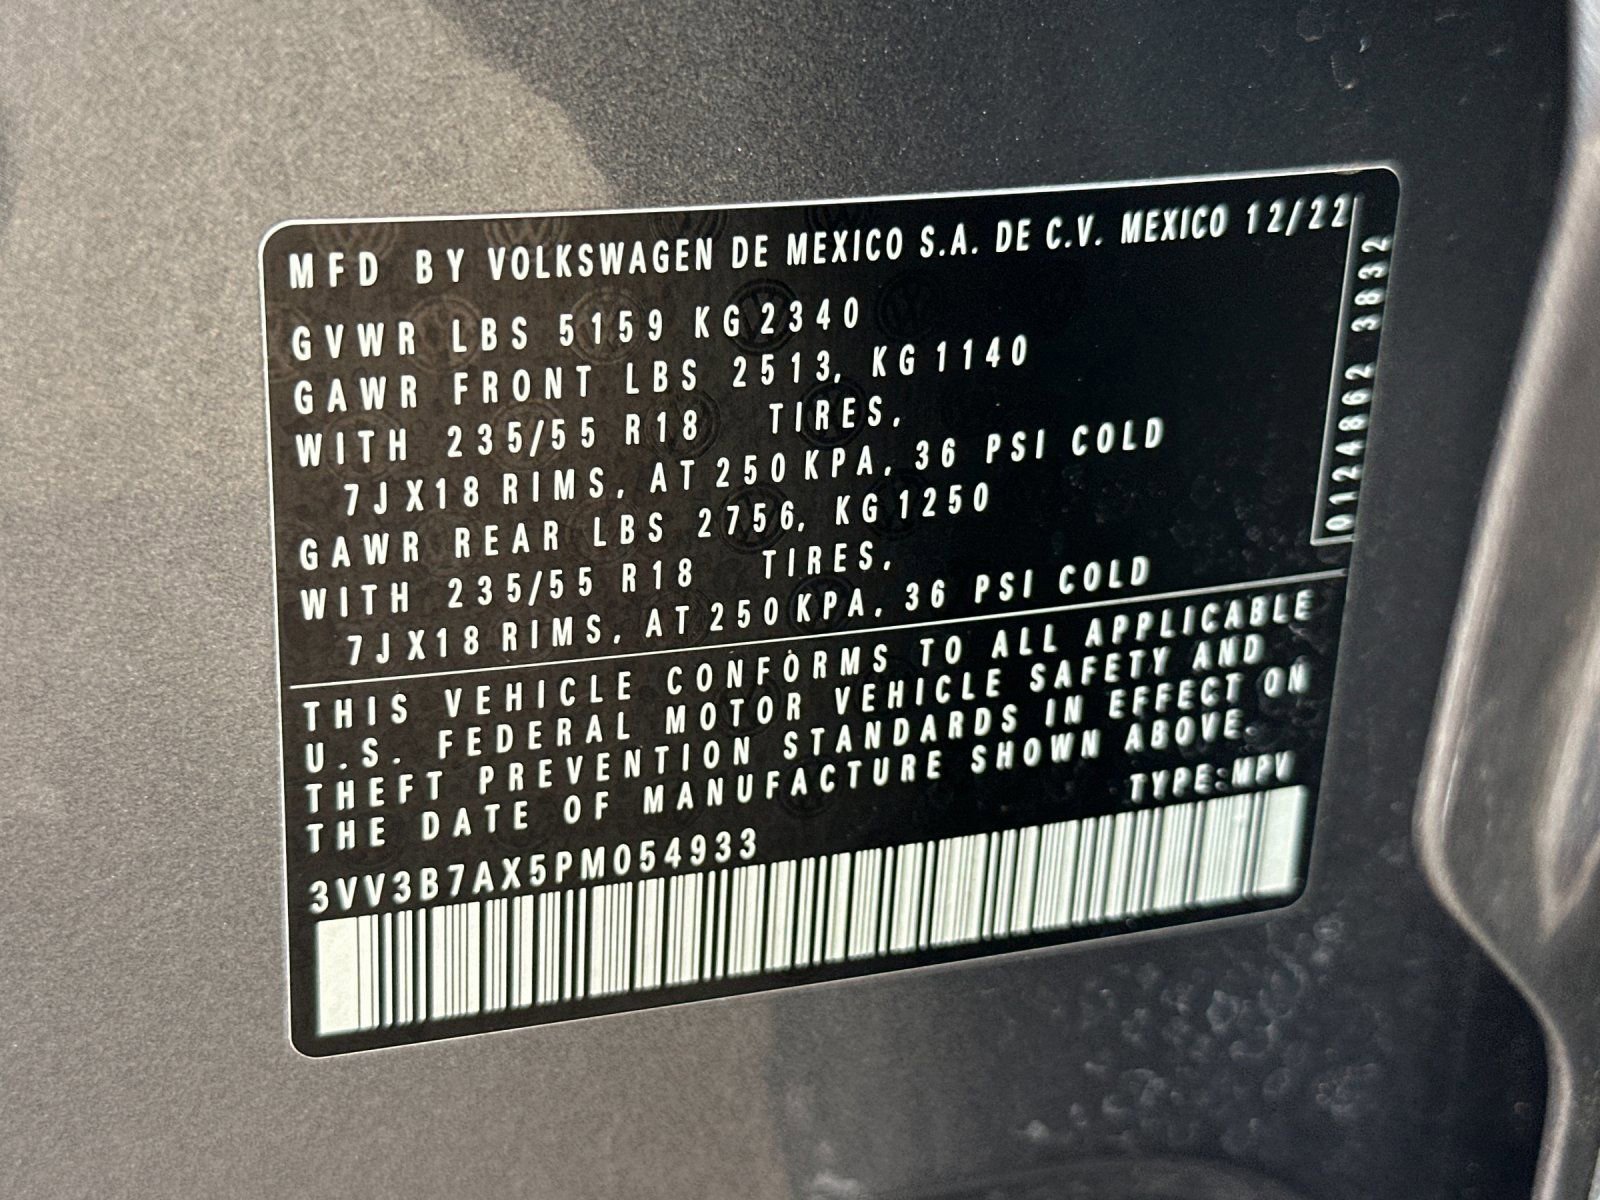 MFD BY VOLKSWAGEN DE MEXICO S.A. DE C.V. MEXICO 12/22
GVWR LBS 5159 KG 2340
GAWR FRONT LBS 2513, KG 1140
WITH 235/55 R18 TIRES,
7JX18 RIMS, AT 250 KPA, 36 PSI COLD
GAWR REAR LBS 2756, KG 1250
WITH 235/55 R18 TIRES,
7JX18 RIMS, AT 250 KPA, 36 PSI COLD
THIS VEHICLE CONFORMS TO ALL APPLICABLE
U.S. FEDERAL MOTOR VEHICLE SAFETY AND
THEFT PREVENTION STANDARDS IN EFFECT ON
THE DATE OF MANUFACTURE SHOWN ABOVE.
TYPE:MPV
3VV3B7AX5PM054933
0124862 3832